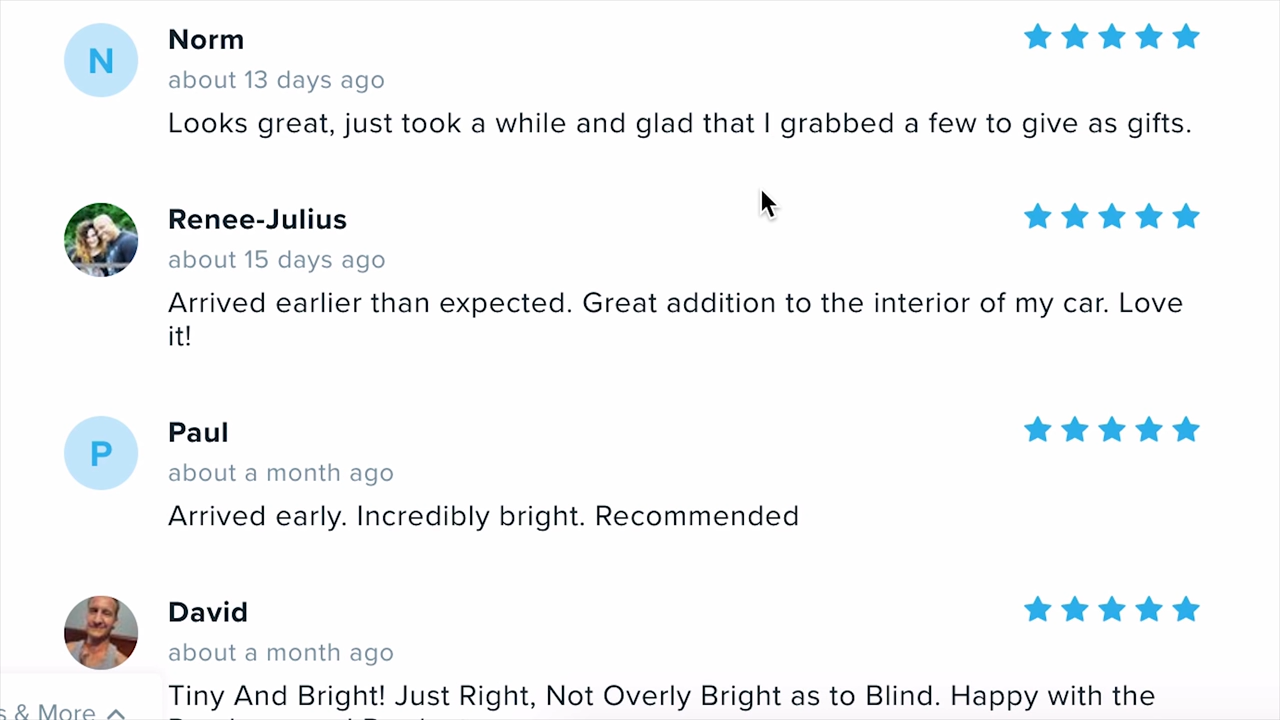 N
Norm
about 13 days ago
Looks great, just took a while and glad that I grabbed a few to give as gifts.
Renee-Julius
about 15 days ago
Arrived earlier than expected. Great addition to the interior of my car. Love
it!
P
Paul
about a month ago
Arrived early. Incredibly bright. Recommended
David
about a month ago
Tiny And Bright! Just Right, Not Overly Bright as to Blind. Happy with the
& More